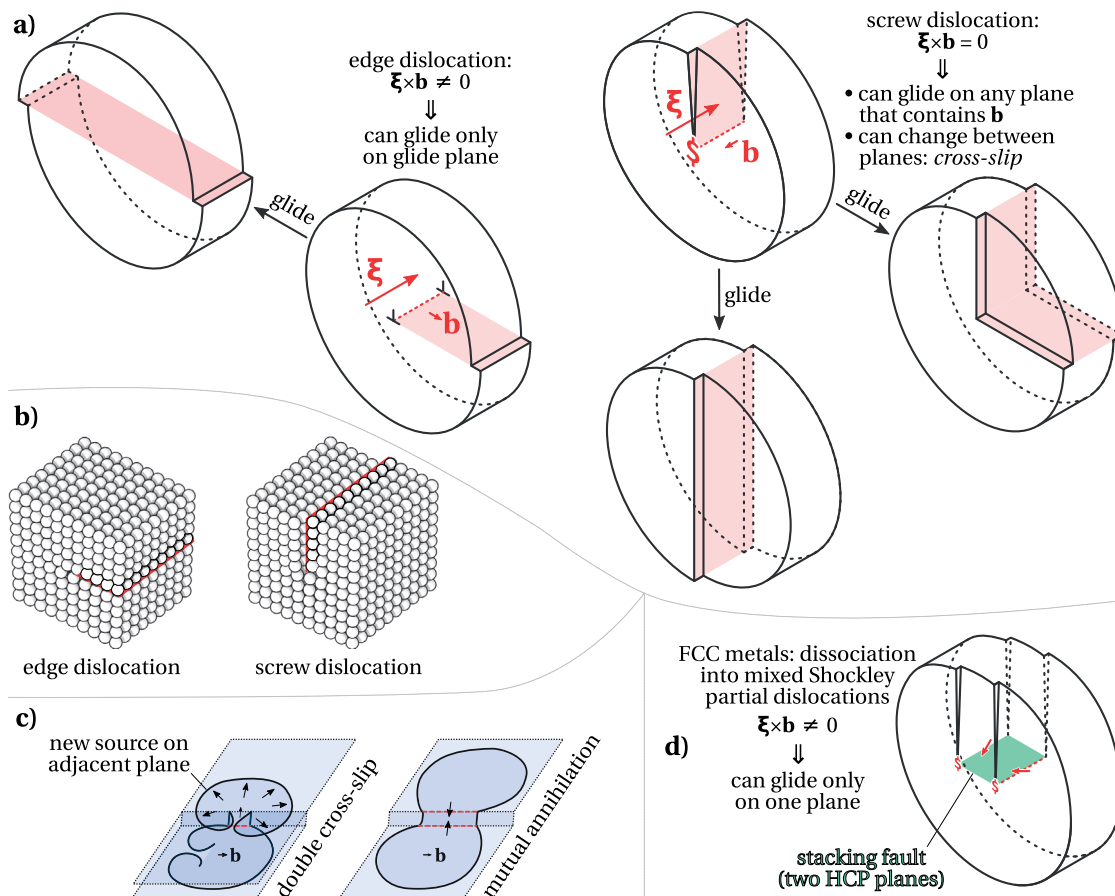 a)
edge dislocation:
ξ×b ≠ 0
⇓
can glide only
on glide plane
glide
ξ
b
screw dislocation:
ξ×b = 0
⇓
• can glide on any plane
that contains b
• can change between
planes: cross-slip
ξ
b
glide
glide
b)
edge dislocation
screw dislocation
c)
new source on
adjacent plane
b
double cross-slip
b
mutual annihilation
FCC metals: dissociation
into mixed Shockley
partial dislocations
ξ×b ≠ 0
⇓
can glide only
on one plane
d)
stacking fault
(two HCP planes)